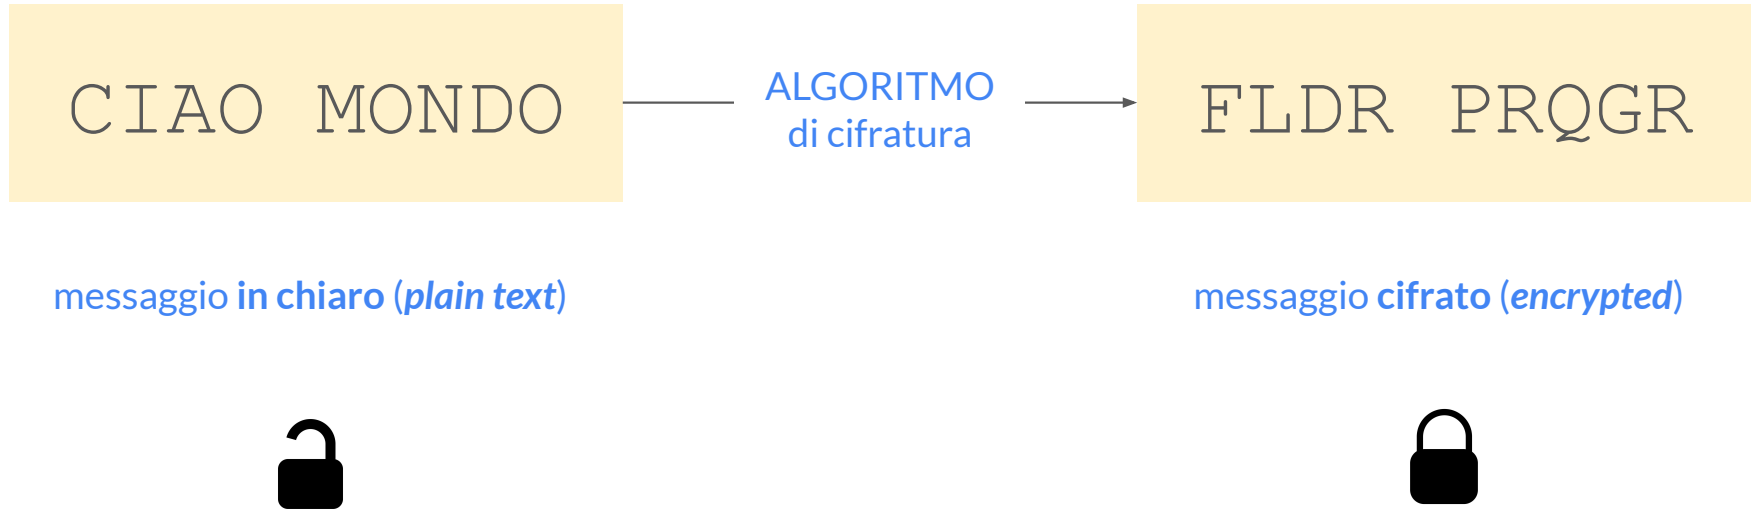 CIAO MONDO
ALGORITMO
di cifratura
FLDR PRQGR
messaggio in chiaro (plain text)
messaggio cifrato (encrypted)